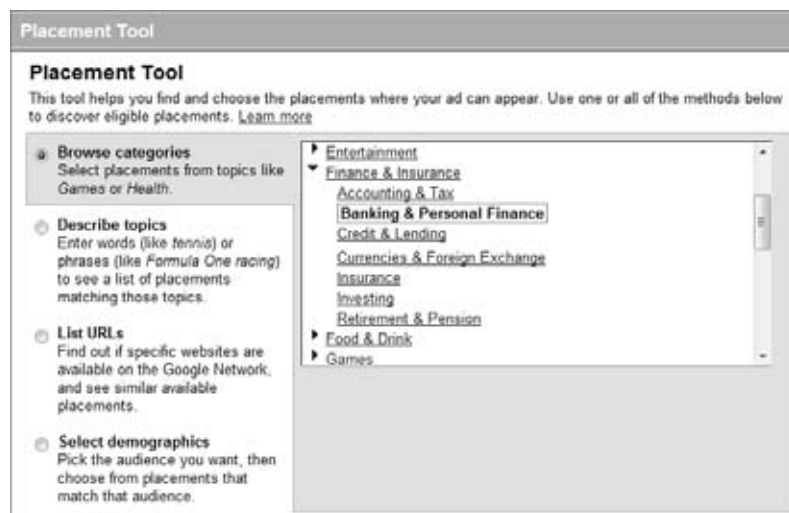 Placement Tool
Placement Tool
This tool helps you find and choose the placements where your ad can appear. Use one or all of the methods below
to discover eligible placements. Learn more
Browse categories
Select placements from topics like
Games or Health.
Describe topics
Enter words (like tennis) or
phrases (like Formula One racing)
to see a list of placements
matching those topics.
List URLs
Find out if specific websites are
available on the Google Network,
and see similar available
placements.
Select demographics
Pick the audience you want, then
choose from placements that
match that audience.
Entertainment
Finance & Insurance
Accounting & Tax
Banking & Personal Finance
Credit & Lending
Currencies & Foreign Exchange
Insurance
Investing
Retirement & Pension
Food & Drink
Games